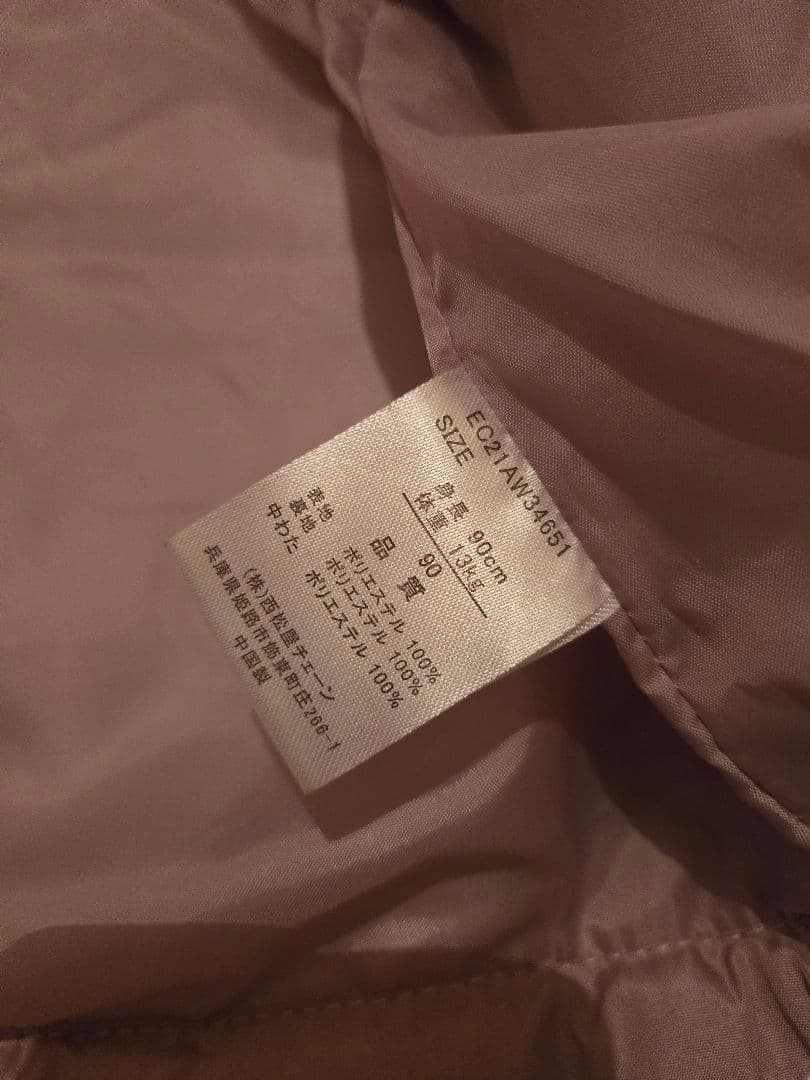 EC21AW34651
SIZE 90
身長 90cm
体重 13kg
品質
表地 ポリエステル 100%
裏地 ポリエステル 100%
中わた ポリエステル 100%
(株)西松屋チェーン
兵庫県姫路市飾東町庄266-1
中国製